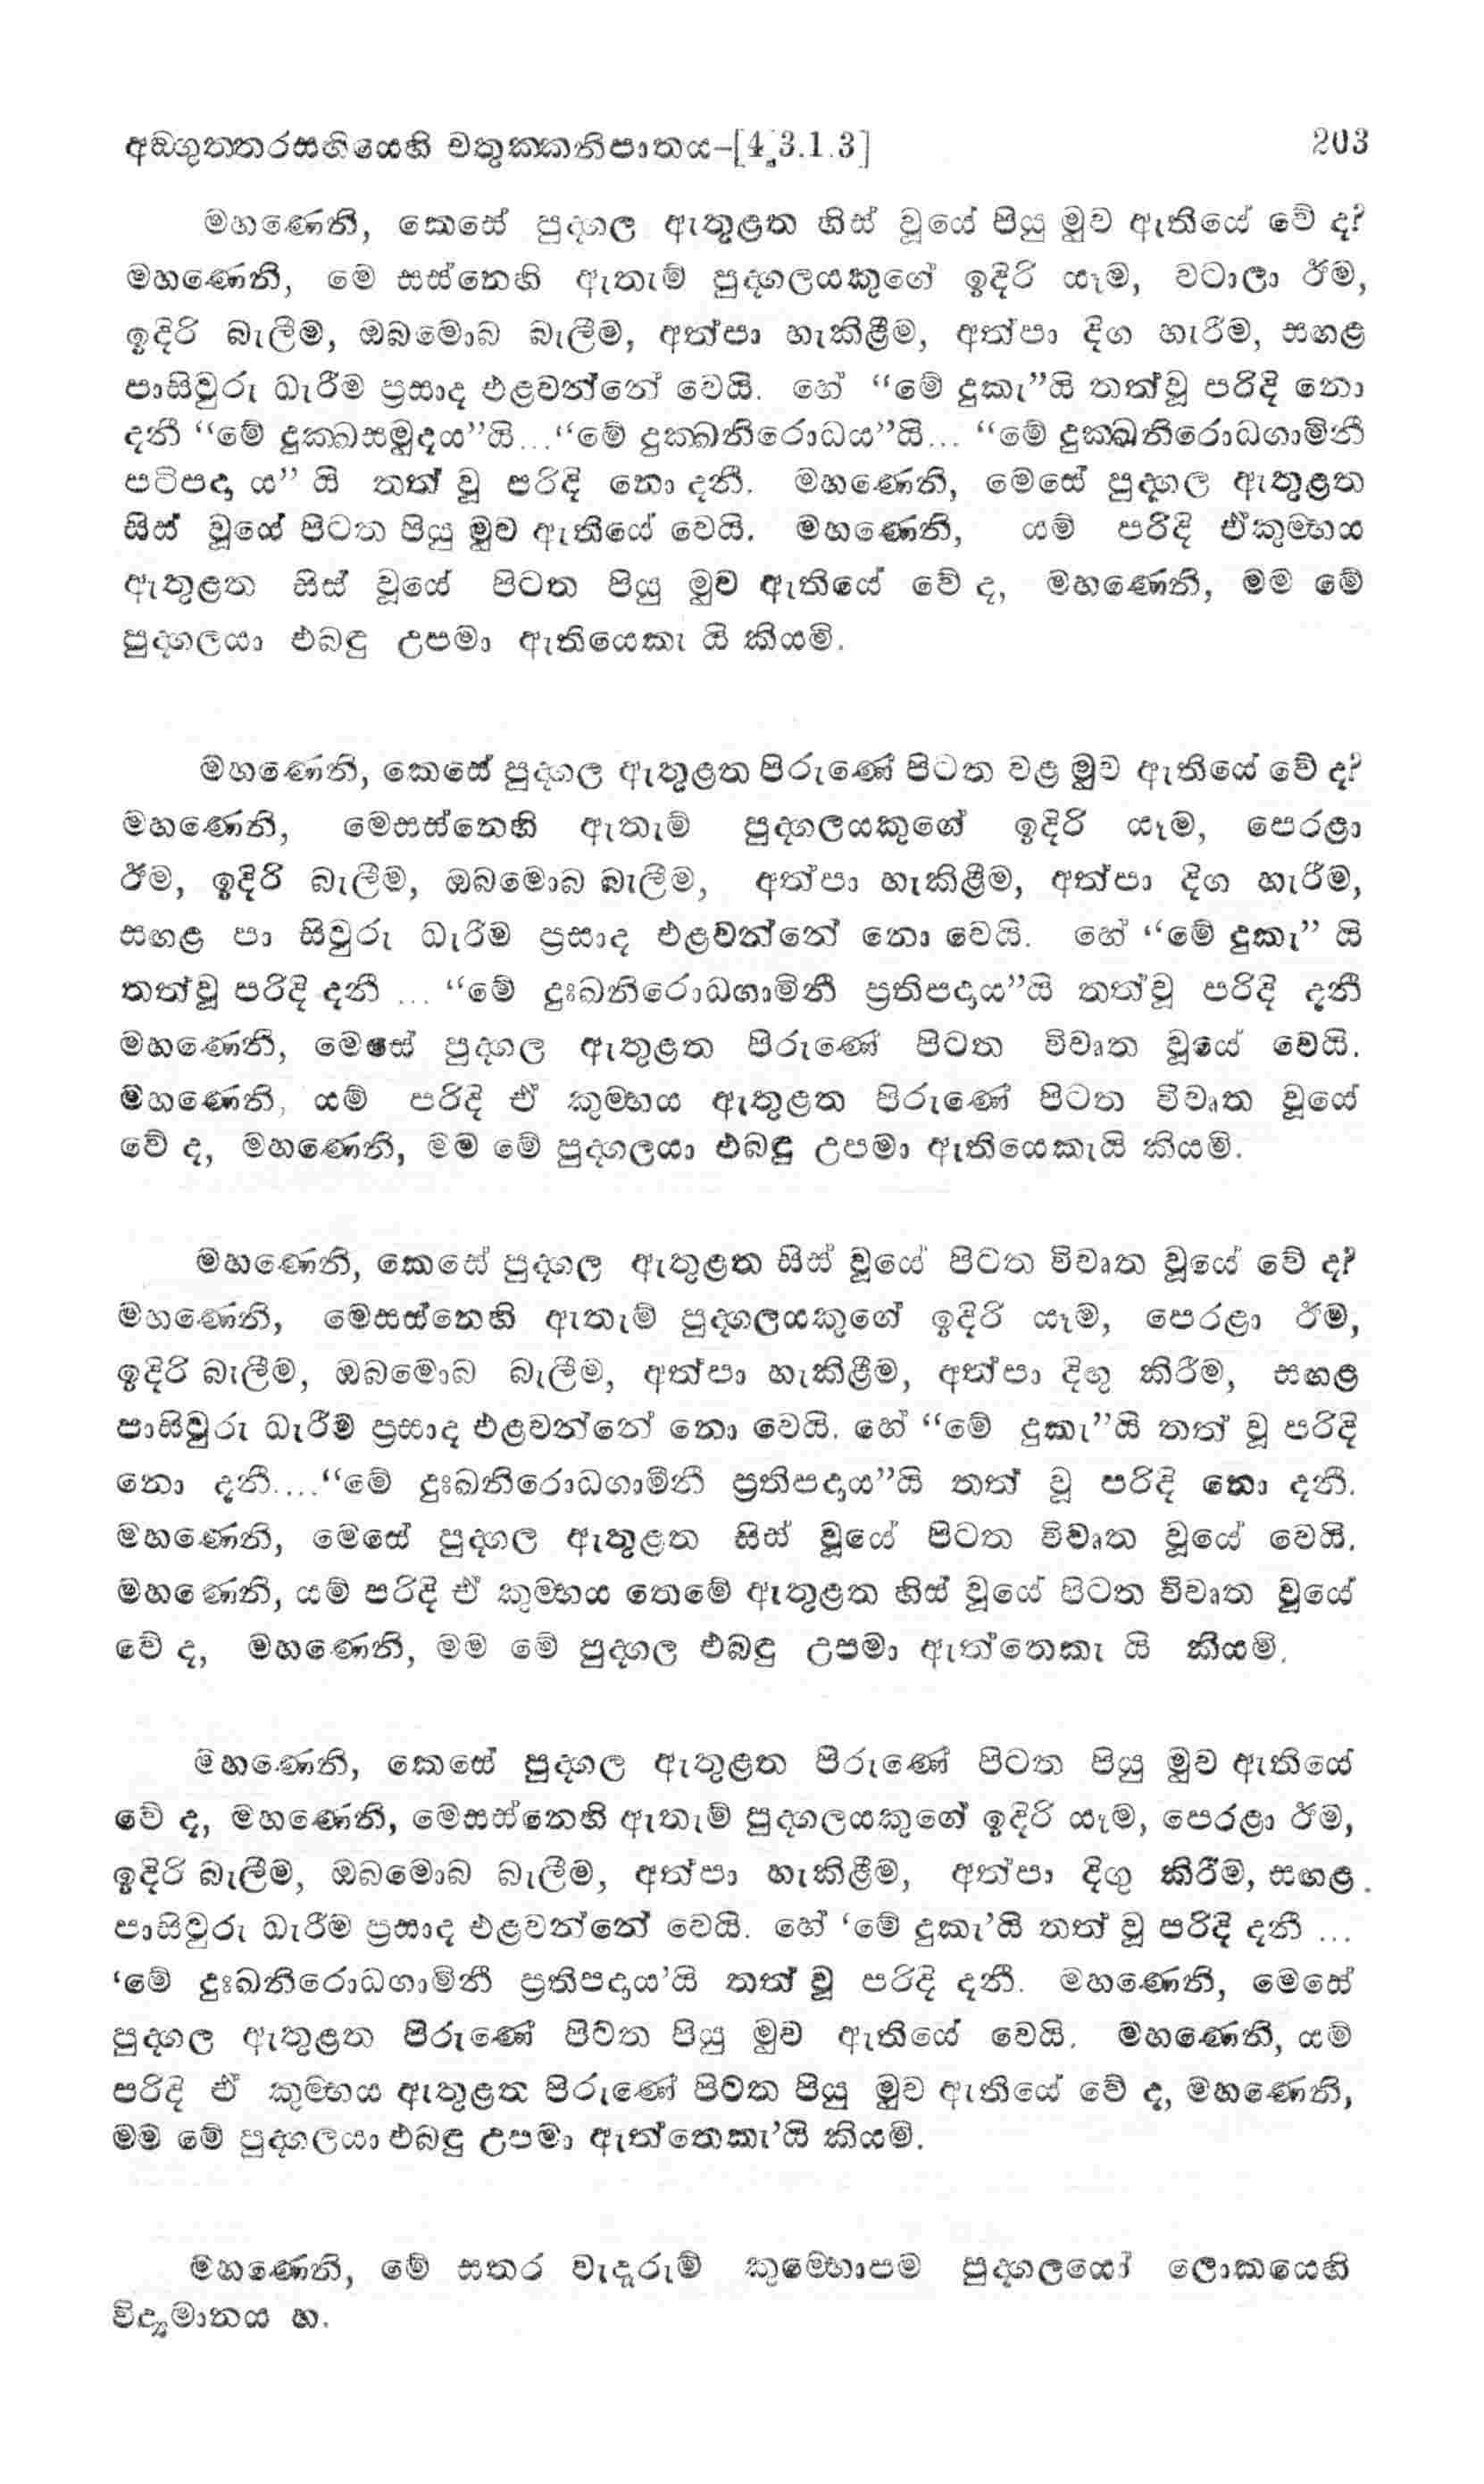 අඞගුත්තරසඟියෙහි චතුක්කනිපාතය–[4.3.1.3] 203
මහණෙනි, කෙසේ පුද්ගල ඇතුළත හිස් වූයේ පියු මුව ඇතියේ වේ ද?
මහණෙනි, මෙ සස්නෙහි ඇතැම් පුද්ගලයකුගේ ඉදිරි යෑම, වටාලා ඊම,
ඉදිරි බැලීම, ඔබමොබ බැලීම, අත්පා හැකිළීම, අත්පා දිග හැරීම, සඟළ
පාසිවුරු ධැරීම ප්‍රසාද එළවන්නේ වෙයි. හේ “මේ දුකැ”යි තත්වූ පරිදි නො
දනී “මේ දුක්ඛසමුදය”යි...“මේ දුක්ඛනිරොධය”යි... “මේ දුක්ඛනිරොධගාමිනී
පටිපදා ය” යි තත් වූ පරිදි නො දනී. මහණෙනි, මෙසේ පුද්ගල ඇතුළත
සිස් වූයේ පිටත පියු මුව ඇතියේ වෙයි. මහණෙනි, යම් පරිදි ඒකුම්භය
ඇතුළත සිස් වූයේ පිටත පියු මුව ඇතියේ වේ ද, මහණෙනි, මම මේ
පුද්ගලයා එබඳු උපමා ඇතියෙකැ යි කියමි.
මහණෙනි, කෙසේ පුද්ගල ඇතුළත පිරුණේ පිටත වළ මුව ඇතියේ වේ ද?
මහණෙනි, මෙසස්නෙහි ඇතැම් පුද්ගලයකුගේ ඉදිරි යෑම, පෙරළා
ඊම, ඉදිරි බැලීම, ඔබමොබ බැලීම, අත්පා හැකිළීම, අත්පා දිග හැරීම,
සඟළ පා සිවුරු ධැරීම ප්‍රසාද එළවන්නේ නො වෙයි. හේ “මේ දුකැ” යි
තත්වූ පරිදි දනී ... “මේ දුඃඛනිරොධගාමිනී ප්‍රතිපදාය”යි තත්වූ පරිදි දැනී
මහණෙනි, මෙසේ පුද්ගල ඇතුළත පිරුණේ පිටත විවෘත වූයේ වෙයි.
මහණෙනි, යම් පරිදි ඒ කුම්භය ඇතුළත පිරුණේ පිටත විවෘත වූයේ
වේ ද, මහණෙනි, මම මේ පුද්ගලයා එබඳු උපමා ඇතියෙකැයි කියමි.
මහණෙනි, කෙසේ පුද්ගල ඇතුළත සිස් වූයේ පිටත විවෘත වූයේ වේ ද?
මහණෙනි, මෙසස්නෙහි ඇතැම් පුද්ගලයකුගේ ඉදිරි යෑම, පෙරළා ඊම,
ඉදිරි බැලීම, ඔබමොබ බැලීම, අත්පා හැකිළීම, අත්පා දිගු කිරීම, සඟළ
පාසිවුරු ධැරීම ප්‍රසාද එළවන්නේ නො වෙයි. හේ “මේ දුකැ”යි තත් වූ පරිදි
නො දැනී....“මේ දුඃඛනිරොධගාමිනී ප්‍රතිපදාය”යි තත් වූ පරිදි නො දනී.
මහණෙනි, මෙසේ පුද්ගල ඇතුළත සිස් වූයේ පිටත විවෘත වූයේ වෙයි.
මහණෙනි, යම් පරිදි ඒ කුම්භය තෙමේ ඇතුළත හිස් වූයේ පිටත විවෘත වූයේ
වේ ද, මහණෙනි, මම මේ පුද්ගල එබඳු උපමා ඇත්තෙකැ යි කියමි.
මහණෙනි, කෙසේ පුද්ගල ඇතුළත පිරුණේ පිටත පියු මුව ඇතියේ
වේ ද, මහණෙනි, මෙසස්නෙහි ඇතැම් පුද්ගලයකුගේ ඉදිරි යෑම, පෙරළා ඊම,
ඉදිරි බැලීම, ඔබමොබ බැලීම, අත්පා හැකිළීම, අත්පා දිගු කිරීම, සඟළ
පාසිවුරු ධැරීම ප්‍රසාද එළවන්නේ වෙයි. හේ ‘මේ දුකැ’යි තත් වූ පරිදි දනී ...
‘මේ දුඃඛනිරොධගාමිනී ප්‍රතිපදාය’යි තත් වූ පරිදි දනී. මහණෙනි, මෙසේ
පුද්ගල ඇතුළත පිරුණේ පිටත පියු මුව ඇතියේ වෙයි. මහණෙනි, යම්
පරිදි ඒ කුම්භය ඇතුළත පිරුණේ පිටත පියු මුව ඇතියේ වේ ද, මහණෙනි,
මම මේ පුද්ගලයා එබඳු උපමා ඇත්තෙකැ’යි කියමි.
මහණෙනි, මේ සතර වැදෑරුම් කුම්භොපම පුද්ගලයෝ ලොකයෙහි
විද්‍යමානය හ.